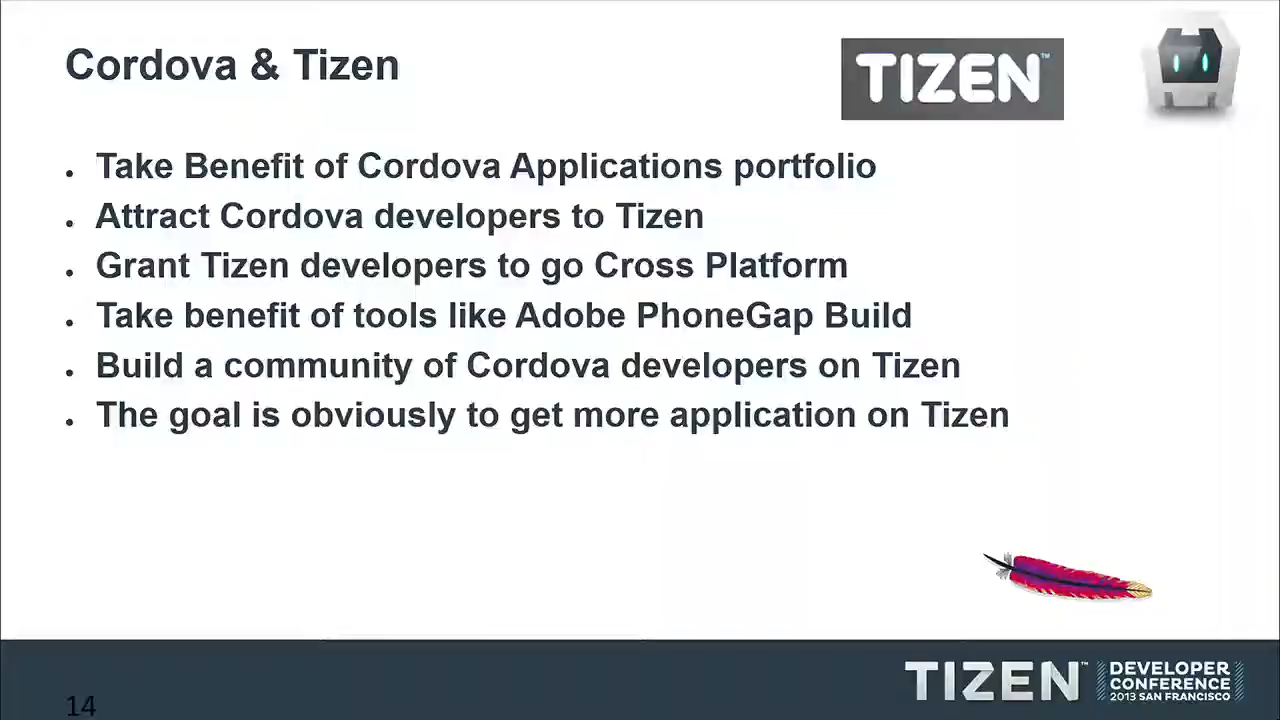 Cordova & Tizen
TIZEN™
• Take Benefit of Cordova Applications portfolio
• Attract Cordova developers to Tizen
• Grant Tizen developers to go Cross Platform
• Take benefit of tools like Adobe PhoneGap Build
• Build a community of Cordova developers on Tizen
• The goal is obviously to get more application on Tizen
TIZEN™
DEVELOPER
CONFERENCE
2013 SAN FRANCISCO
14